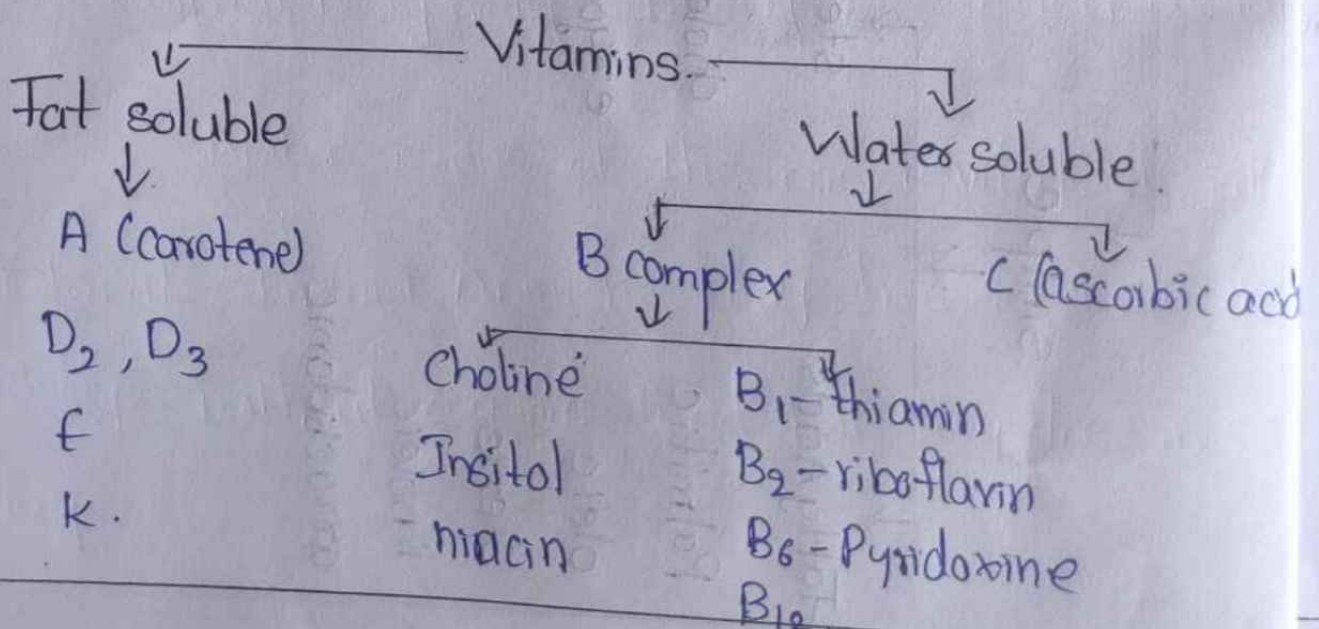 Vitamins.
Fat soluble
Water soluble.
A (carotene)
B complex
C (ascorbic acid
D₂, D₃
Choline
B₁- thiamin
E
Insitol
B₂-riboflavin
K.
niacin
B₆-Pyridoxine